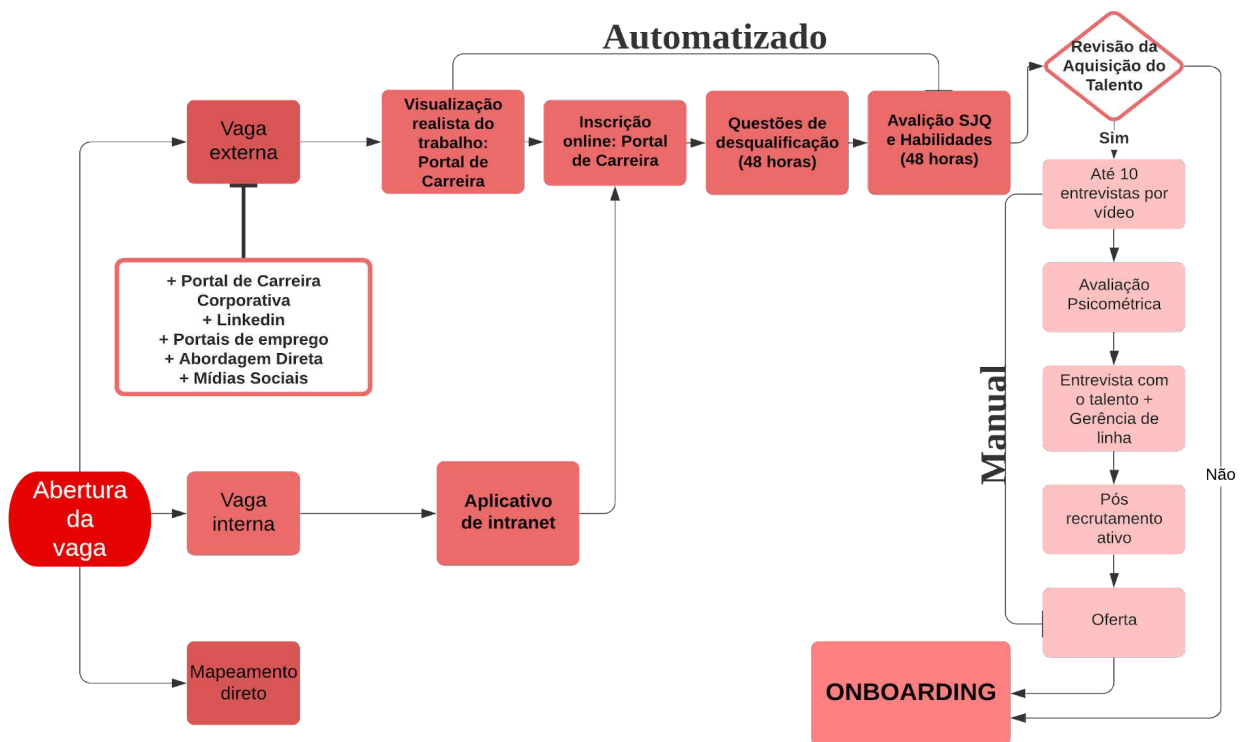 Automatizado
Revisão da
Aquisição do
Talento
Vaga
externa
Visualização
realista do
trabalho:
Portal de
Carreira
Inscrição
online: Portal
de Carreira
Questões de
desqualificação
(48 horas)
Avalição SJQ
e Habilidades
(48 horas)
Sim
Até 10
entrevistas por
vídeo
+ Portal de Carreira
Corporativa
+ Linkedin
+ Portais de emprego
+ Abordagem Direta
+ Mídias Sociais
Avaliação
Psicométrica
Manual
Entrevista com
o talento +
Gerência de
linha
Não
Abertura
da
vaga
Vaga
interna
Aplicativo
de intranet
Pós
recrutamento
ativo
Oferta
Mapeamento
direto
ONBOARDING